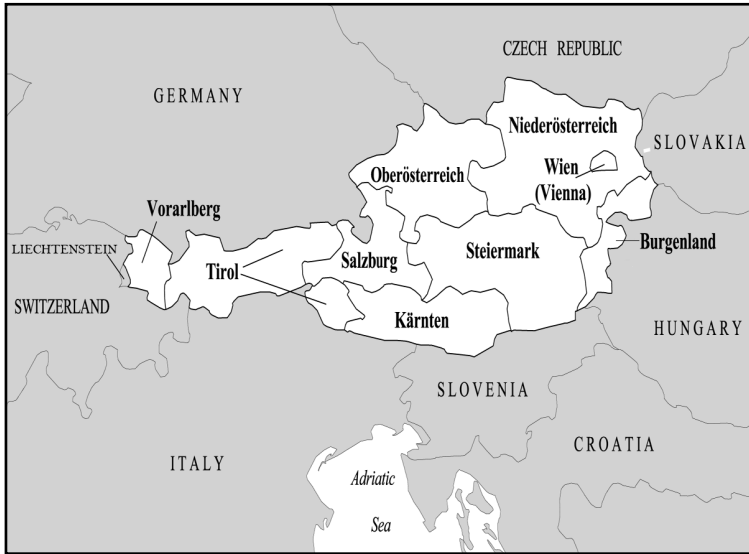 CZECH REPUBLIC
GERMANY
Niederösterreich
SLOVAKIA
Oberösterreich
Wien
(Vienna)
Vorarlberg
Burgenland
LIECHTENSTEIN
Tirol
Salzburg
Steiermark
SWITZERLAND
Kärnten
HUNGARY
SLOVENIA
CROATIA
ITALY
Adriatic
Sea